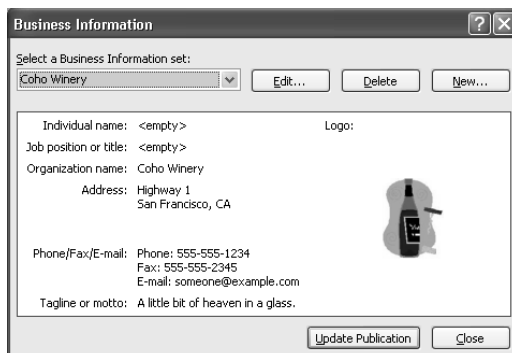 Business Information
Select a Business Information set:
Coho Winery
Edit... Delete New...
Individual name: <empty> Logo:
Job position or title: <empty>
Organization name: Coho Winery
Address: Highway 1
San Francisco, CA
Phone/Fax/E-mail: Phone: 555-555-1234
Fax: 555-555-2345
E-mail: someone@example.com
Tagline or motto: A little bit of heaven in a glass.
Update Publication Close